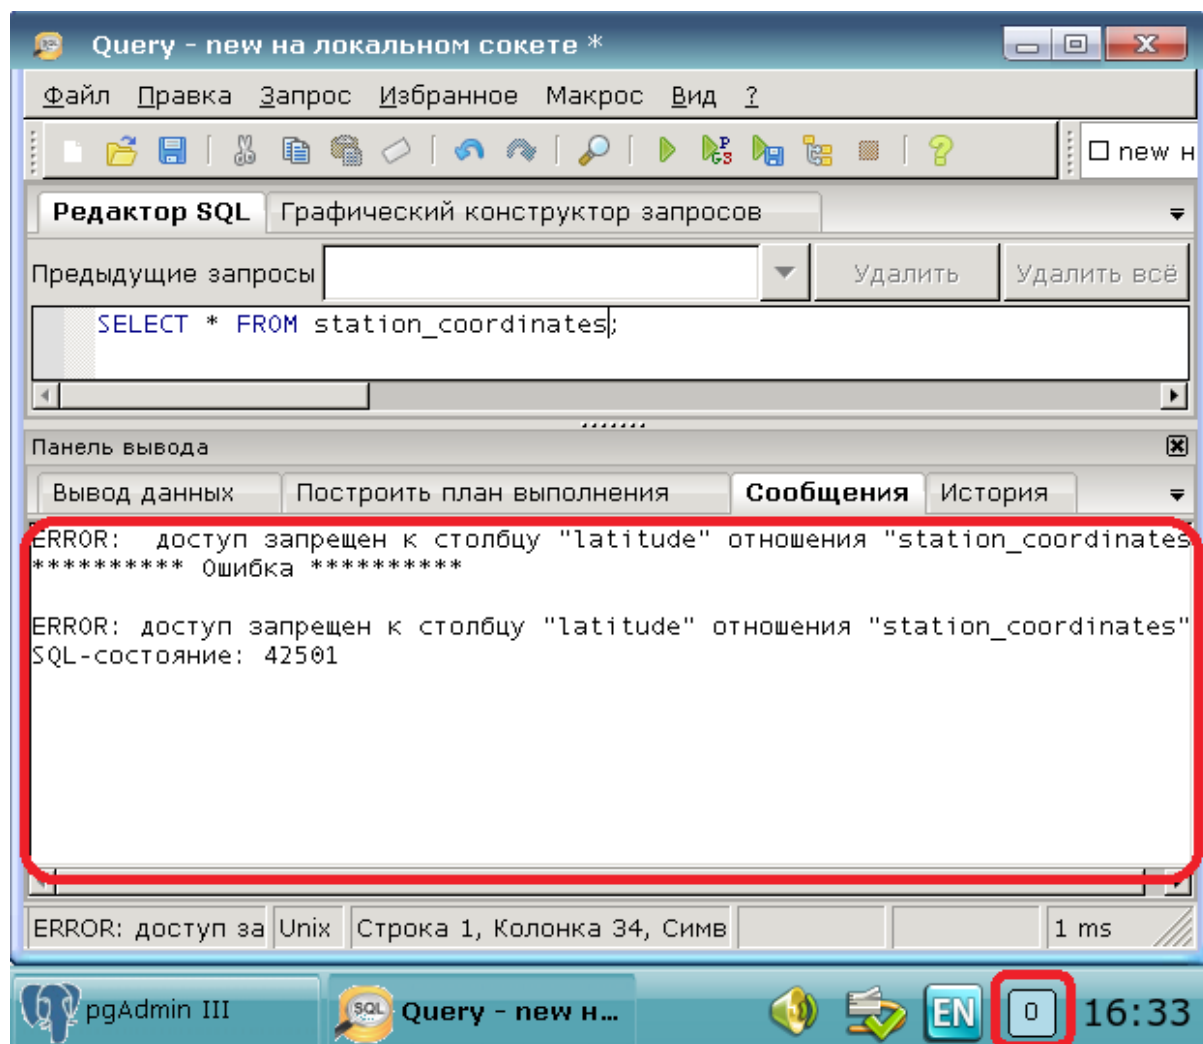 Query - new на локальном сокете *
Файл Правка Запрос Избранное Макрос Вид ?
new н
Редактор SQL Графический конструктор запросов
Предыдущие запросы Удалить Удалить всё
SELECT * FROM station_coordinates;
Панель вывода
Вывод данных Построить план выполнения Сообщения История
ERROR: доступ запрещен к столбцу "latitude" отношения "station_coordinates
********** Ошибка **********
ERROR: доступ запрещен к столбцу "latitude" отношения "station_coordinates"
SQL-состояние: 42501
ERROR: доступ за Unix Строка 1, Колонка 34, Симв 1 ms
pgAdmin III SQL Query - new н... EN 0 16:33